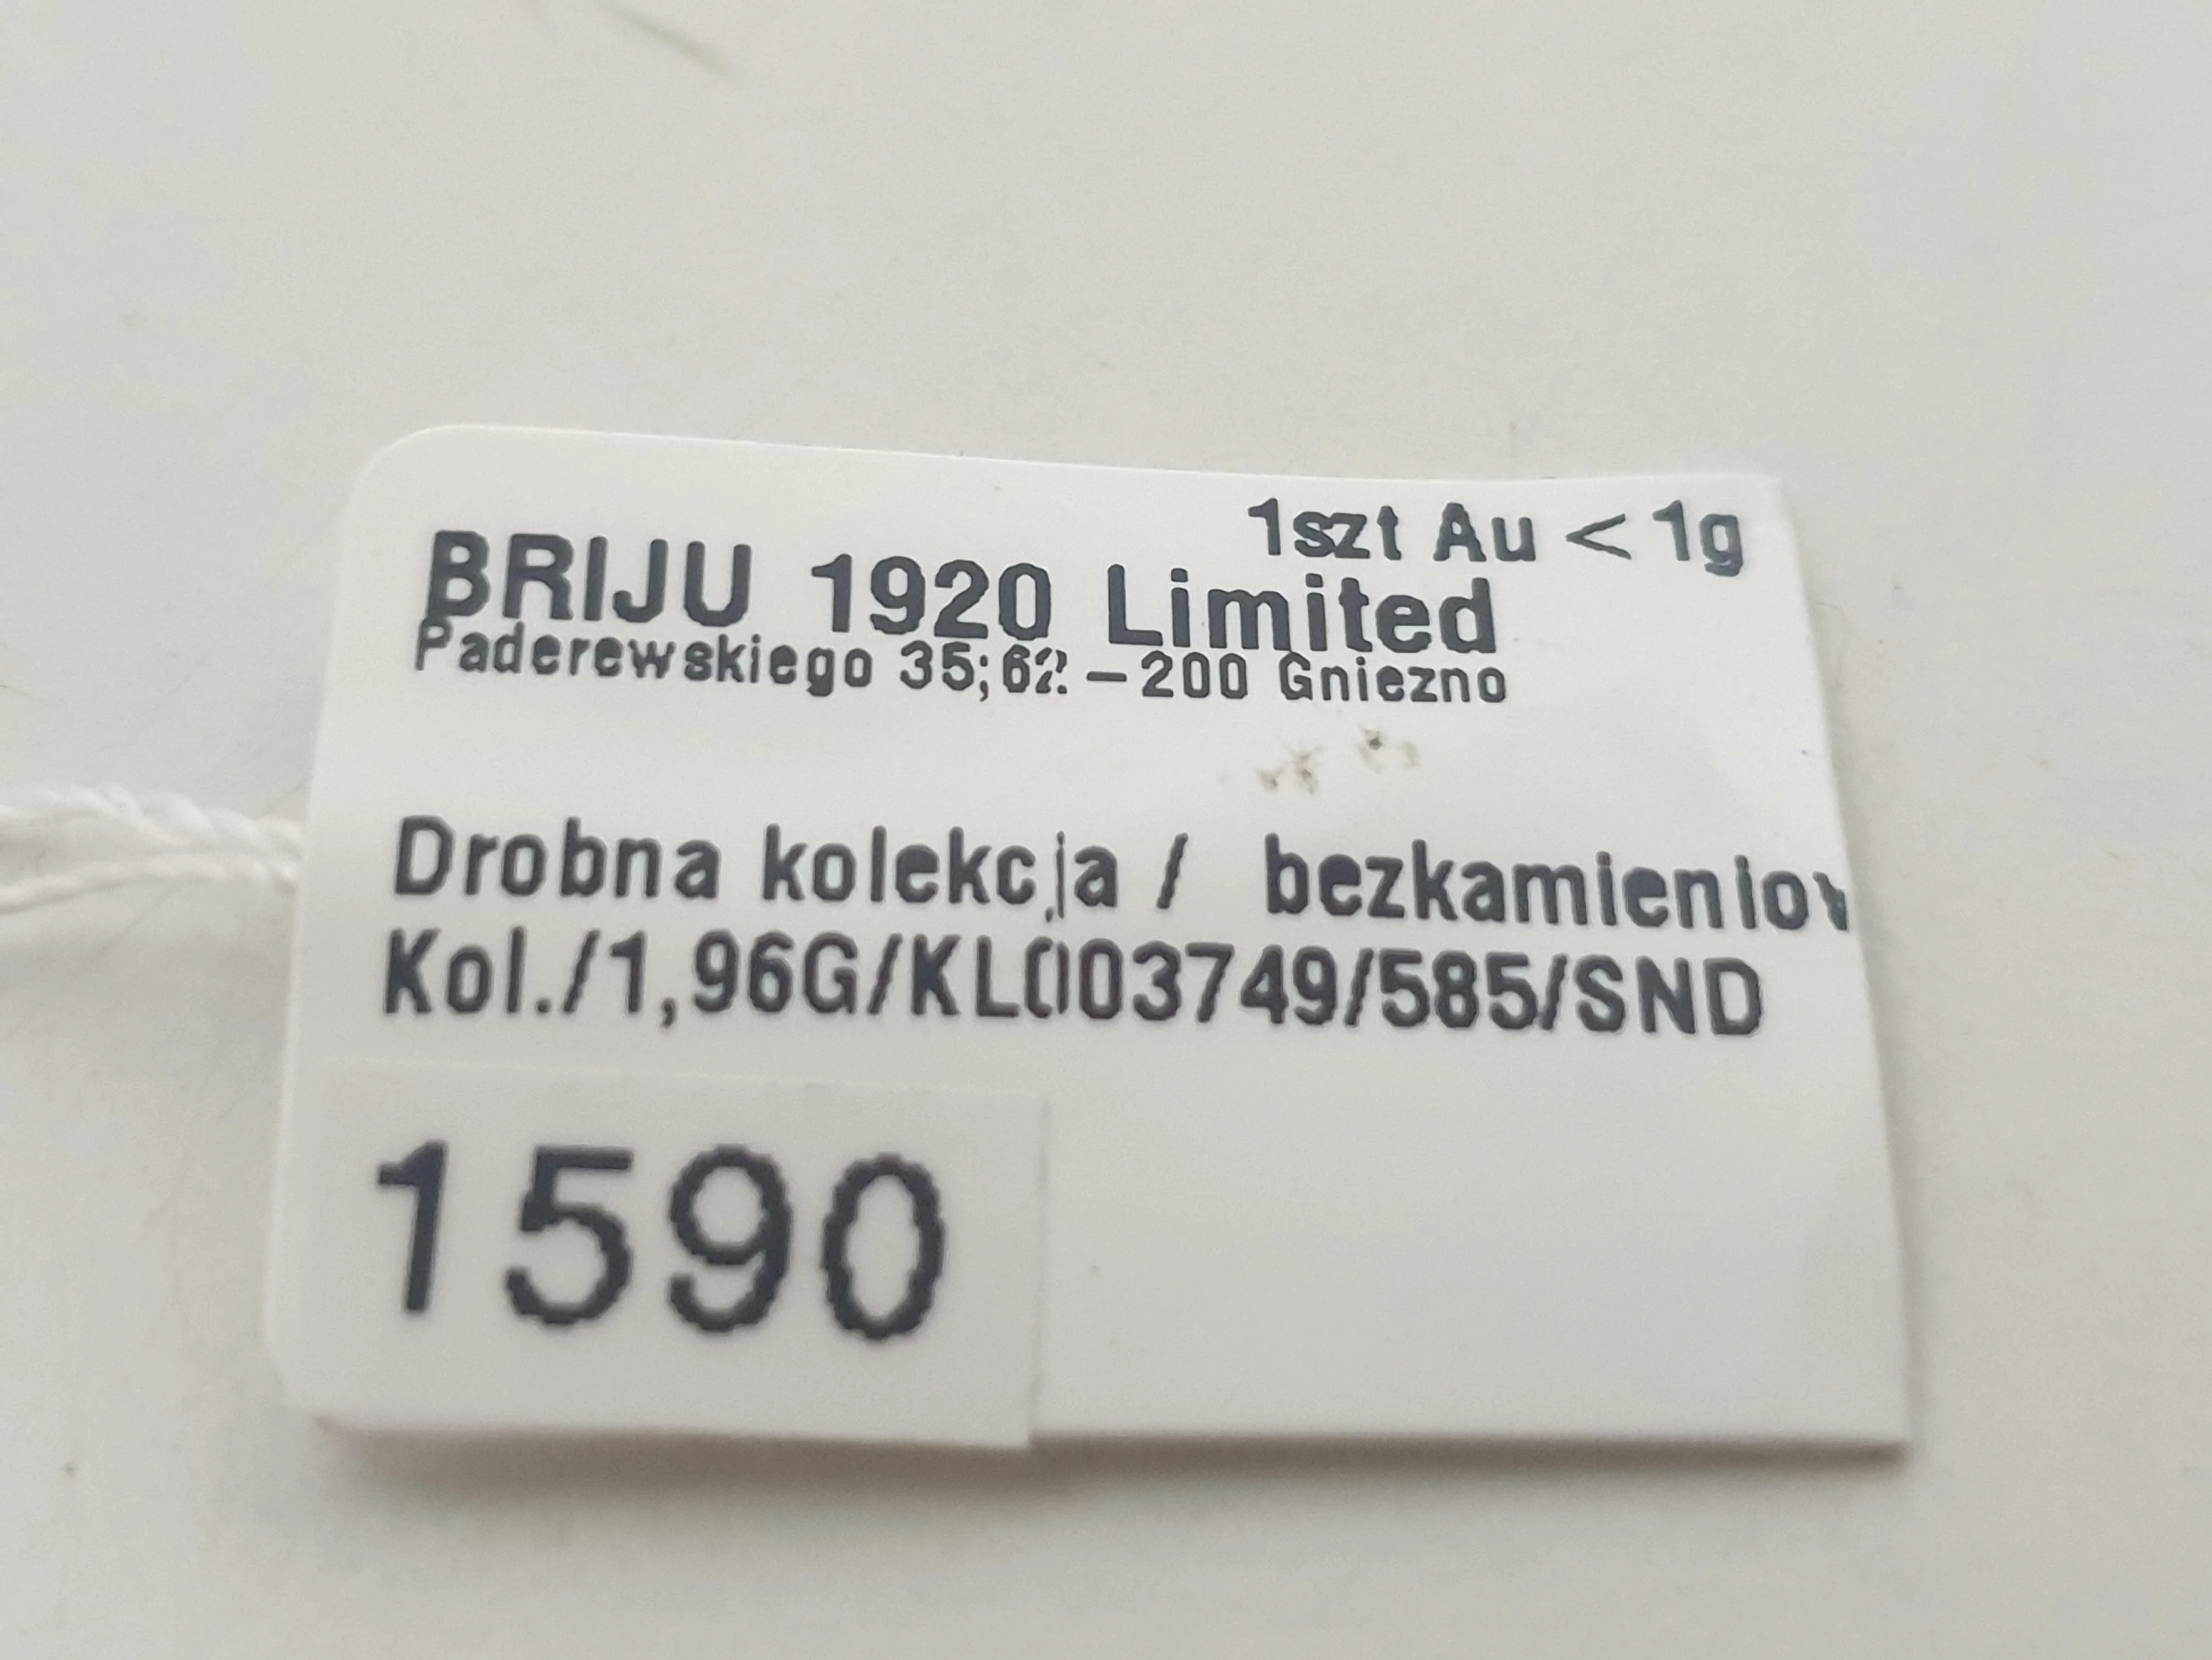 1szt Au < 1g
BRIJU 1920 Limited
Paderewskiego 35;62-200 Gniezno
Drobna kolekcja / bezkamieniow
Kol./1,96G/KL003749/585/SND
1590